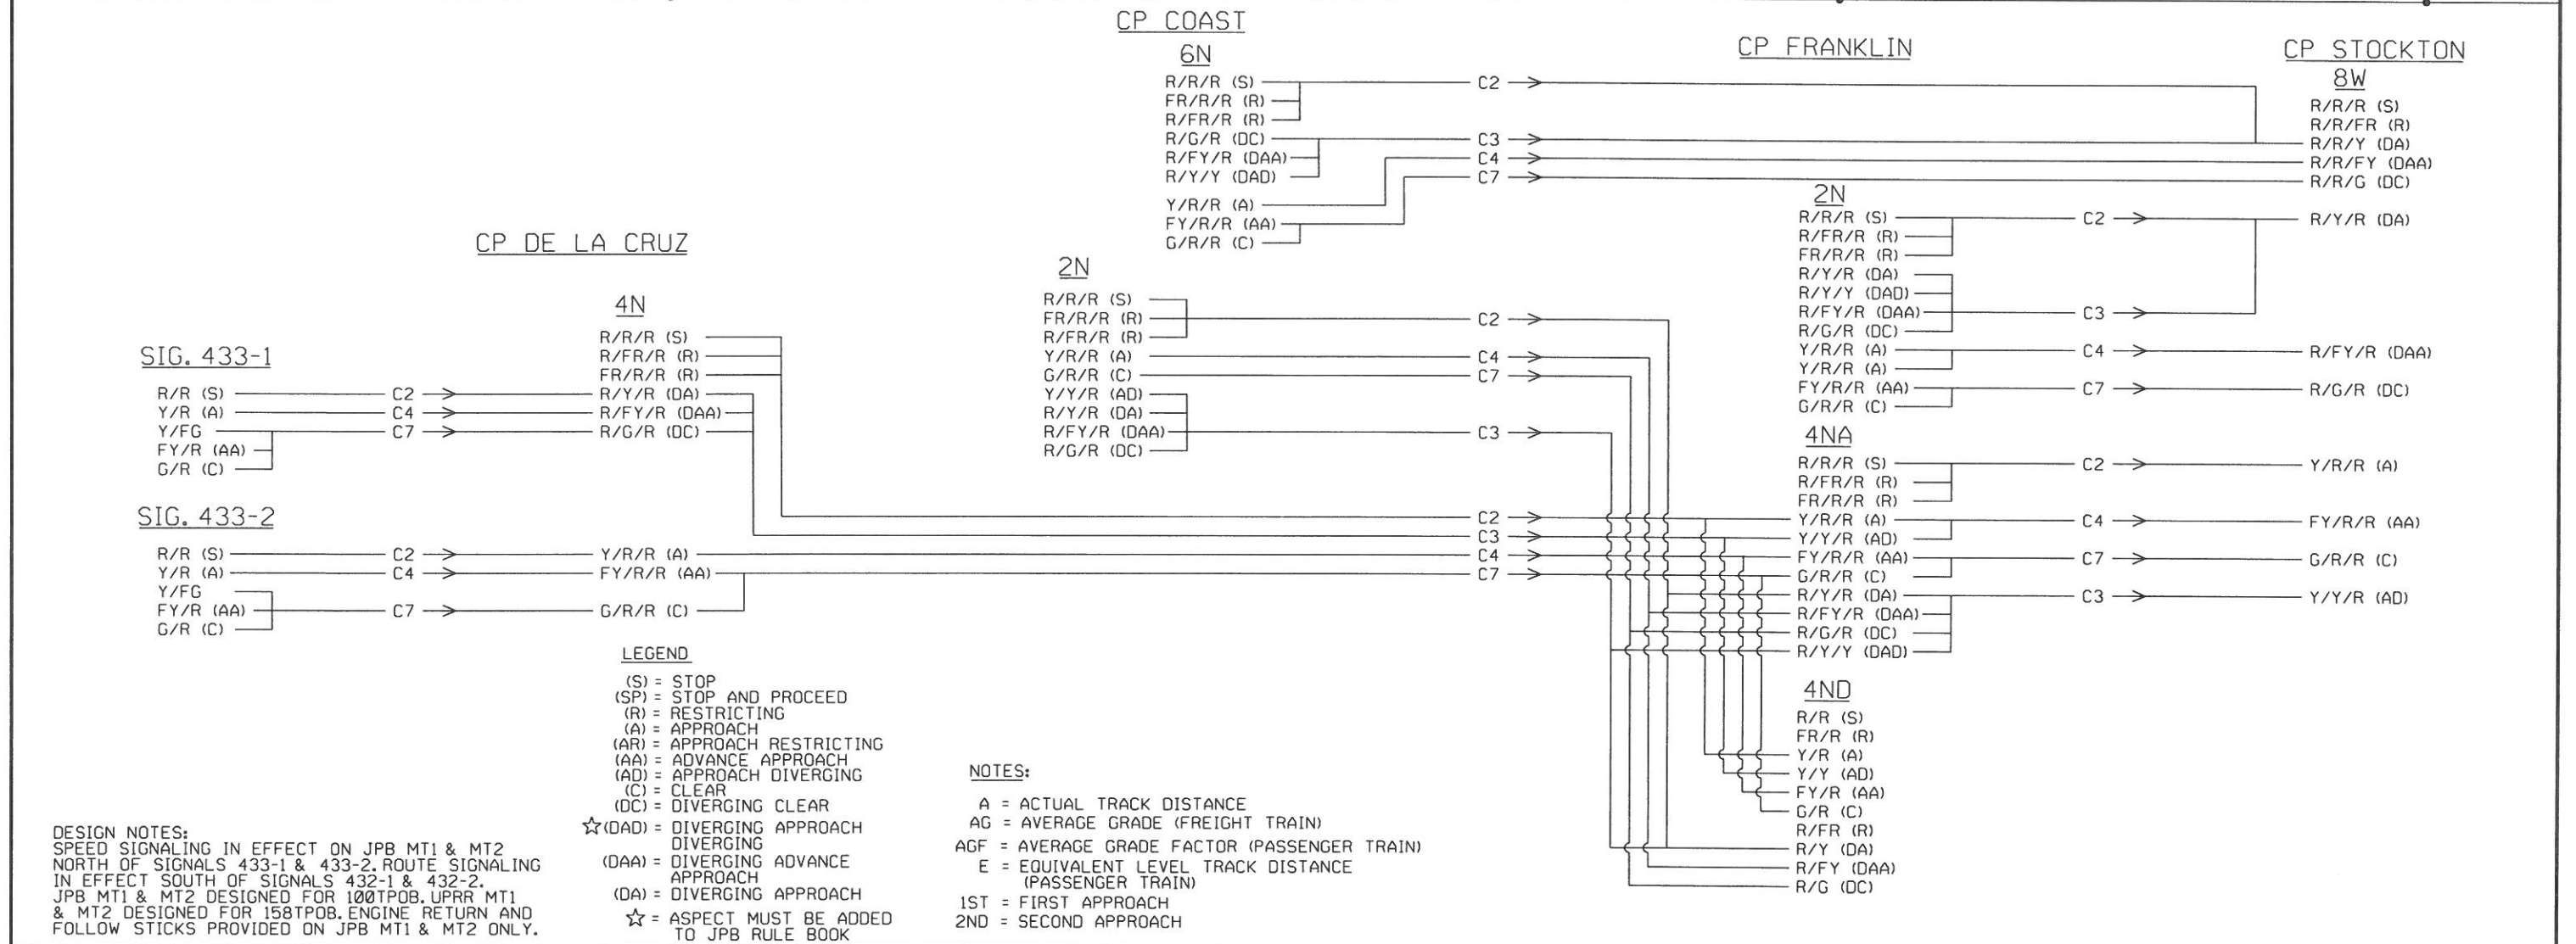 CP COAST
6N
R/R/R (S)
FR/R/R (R)
R/FR/R (R)
R/G/R (DC)
R/FY/R (DAA)
R/Y/Y (DAD)
Y/R/R (A)
FY/R/R (AA)
G/R/R (C)
C2
C3
C4
C7
CP FRANKLIN
CP STOCKTON
8W
R/R/R (S)
R/R/FR (R)
R/R/Y (DA)
R/R/FY (DAA)
R/R/G (DC)
R/Y/R (DA)
R/FY/R (DAA)
R/G/R (DC)
Y/R/R (A)
FY/R/R (AA)
G/R/R (C)
Y/Y/R (AD)
2N
R/R/R (S)
R/FR/R (R)
FR/R/R (R)
R/Y/R (DA)
R/Y/Y (DAD)
R/FY/R (DAA)
R/G/R (DC)
Y/R/R (A)
Y/R/R (A)
FY/R/R (AA)
G/R/R (C)
C2
C3
C4
C7
CP DE LA CRUZ
4N
R/R/R (S)
R/FR/R (R)
FR/R/R (R)
R/Y/R (DA)
R/FY/R (DAA)
R/G/R (DC)
Y/R/R (A)
FY/R/R (AA)
G/R/R (C)
2N
R/R/R (S)
FR/R/R (R)
R/FR/R (R)
Y/R/R (A)
G/R/R (C)
Y/Y/R (AD)
R/Y/R (DA)
R/FY/R (DAA)
R/G/R (DC)
C2
C4
C7
C3
SIG. 433-1
R/R (S)
Y/R (A)
Y/FG
FY/R (AA)
G/R (C)
C2
C4
C7
SIG. 433-2
R/R (S)
Y/R (A)
Y/FG
FY/R (AA)
G/R (C)
C2
C4
C7
C2
C3
C4
C7
4NA
R/R/R (S)
R/FR/R (R)
FR/R/R (R)
Y/R/R (A)
Y/Y/R (AD)
FY/R/R (AA)
G/R/R (C)
R/Y/R (DA)
R/FY/R (DAA)
R/G/R (DC)
R/Y/Y (DAD)
C2
C4
C7
C3
4ND
R/R (S)
FR/R (R)
Y/R (A)
Y/Y (AD)
FY/R (AA)
G/R (C)
R/FR (R)
R/Y (DA)
R/FY (DAA)
R/G (DC)
LEGEND
(S) = STOP
(SP) = STOP AND PROCEED
(R) = RESTRICTING
(A) = APPROACH
(AR) = APPROACH RESTRICTING
(AA) = ADVANCE APPROACH
(AD) = APPROACH DIVERGING
(C) = CLEAR
(DC) = DIVERGING CLEAR
☆(DAD) = DIVERGING APPROACH
DIVERGING
(DAA) = DIVERGING ADVANCE
APPROACH
(DA) = DIVERGING APPROACH
☆ = ASPECT MUST BE ADDED
TO JPB RULE BOOK
NOTES:
A = ACTUAL TRACK DISTANCE
AG = AVERAGE GRADE (FREIGHT TRAIN)
AGF = AVERAGE GRADE FACTOR (PASSENGER TRAIN)
E = EQUIVALENT LEVEL TRACK DISTANCE
(PASSENGER TRAIN)
1ST = FIRST APPROACH
2ND = SECOND APPROACH
DESIGN NOTES:
SPEED SIGNALING IN EFFECT ON JPB MT1 & MT2
NORTH OF SIGNALS 433-1 & 433-2. ROUTE SIGNALING
IN EFFECT SOUTH OF SIGNALS 432-1 & 432-2.
JPB MT1 & MT2 DESIGNED FOR 100TPOB. UPRR MT1
& MT2 DESIGNED FOR 158TPOB. ENGINE RETURN AND
FOLLOW STICKS PROVIDED ON JPB MT1 & MT2 ONLY.